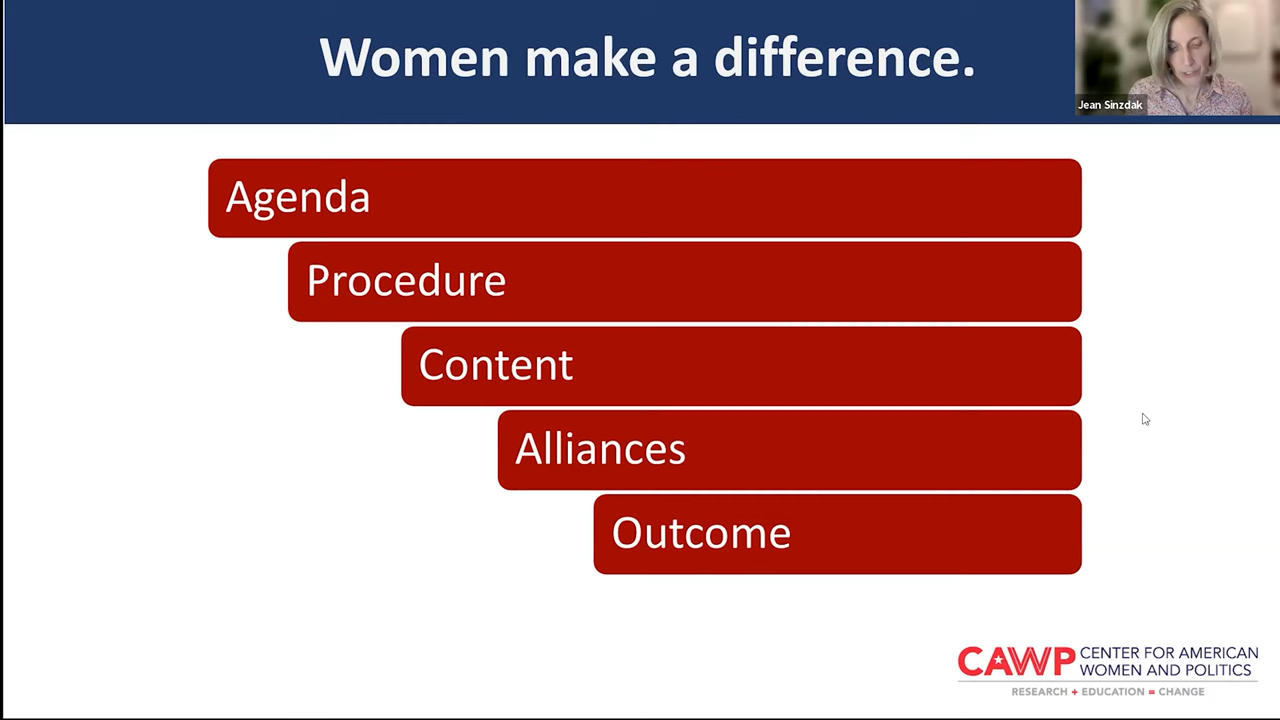 Women make a difference.
Jean Sinzdak
Agenda
Procedure
Content
Alliances
Outcome
CAWP CENTER FOR AMERICAN
WOMEN AND POLITICS
RESEARCH + EDUCATION = CHANGE